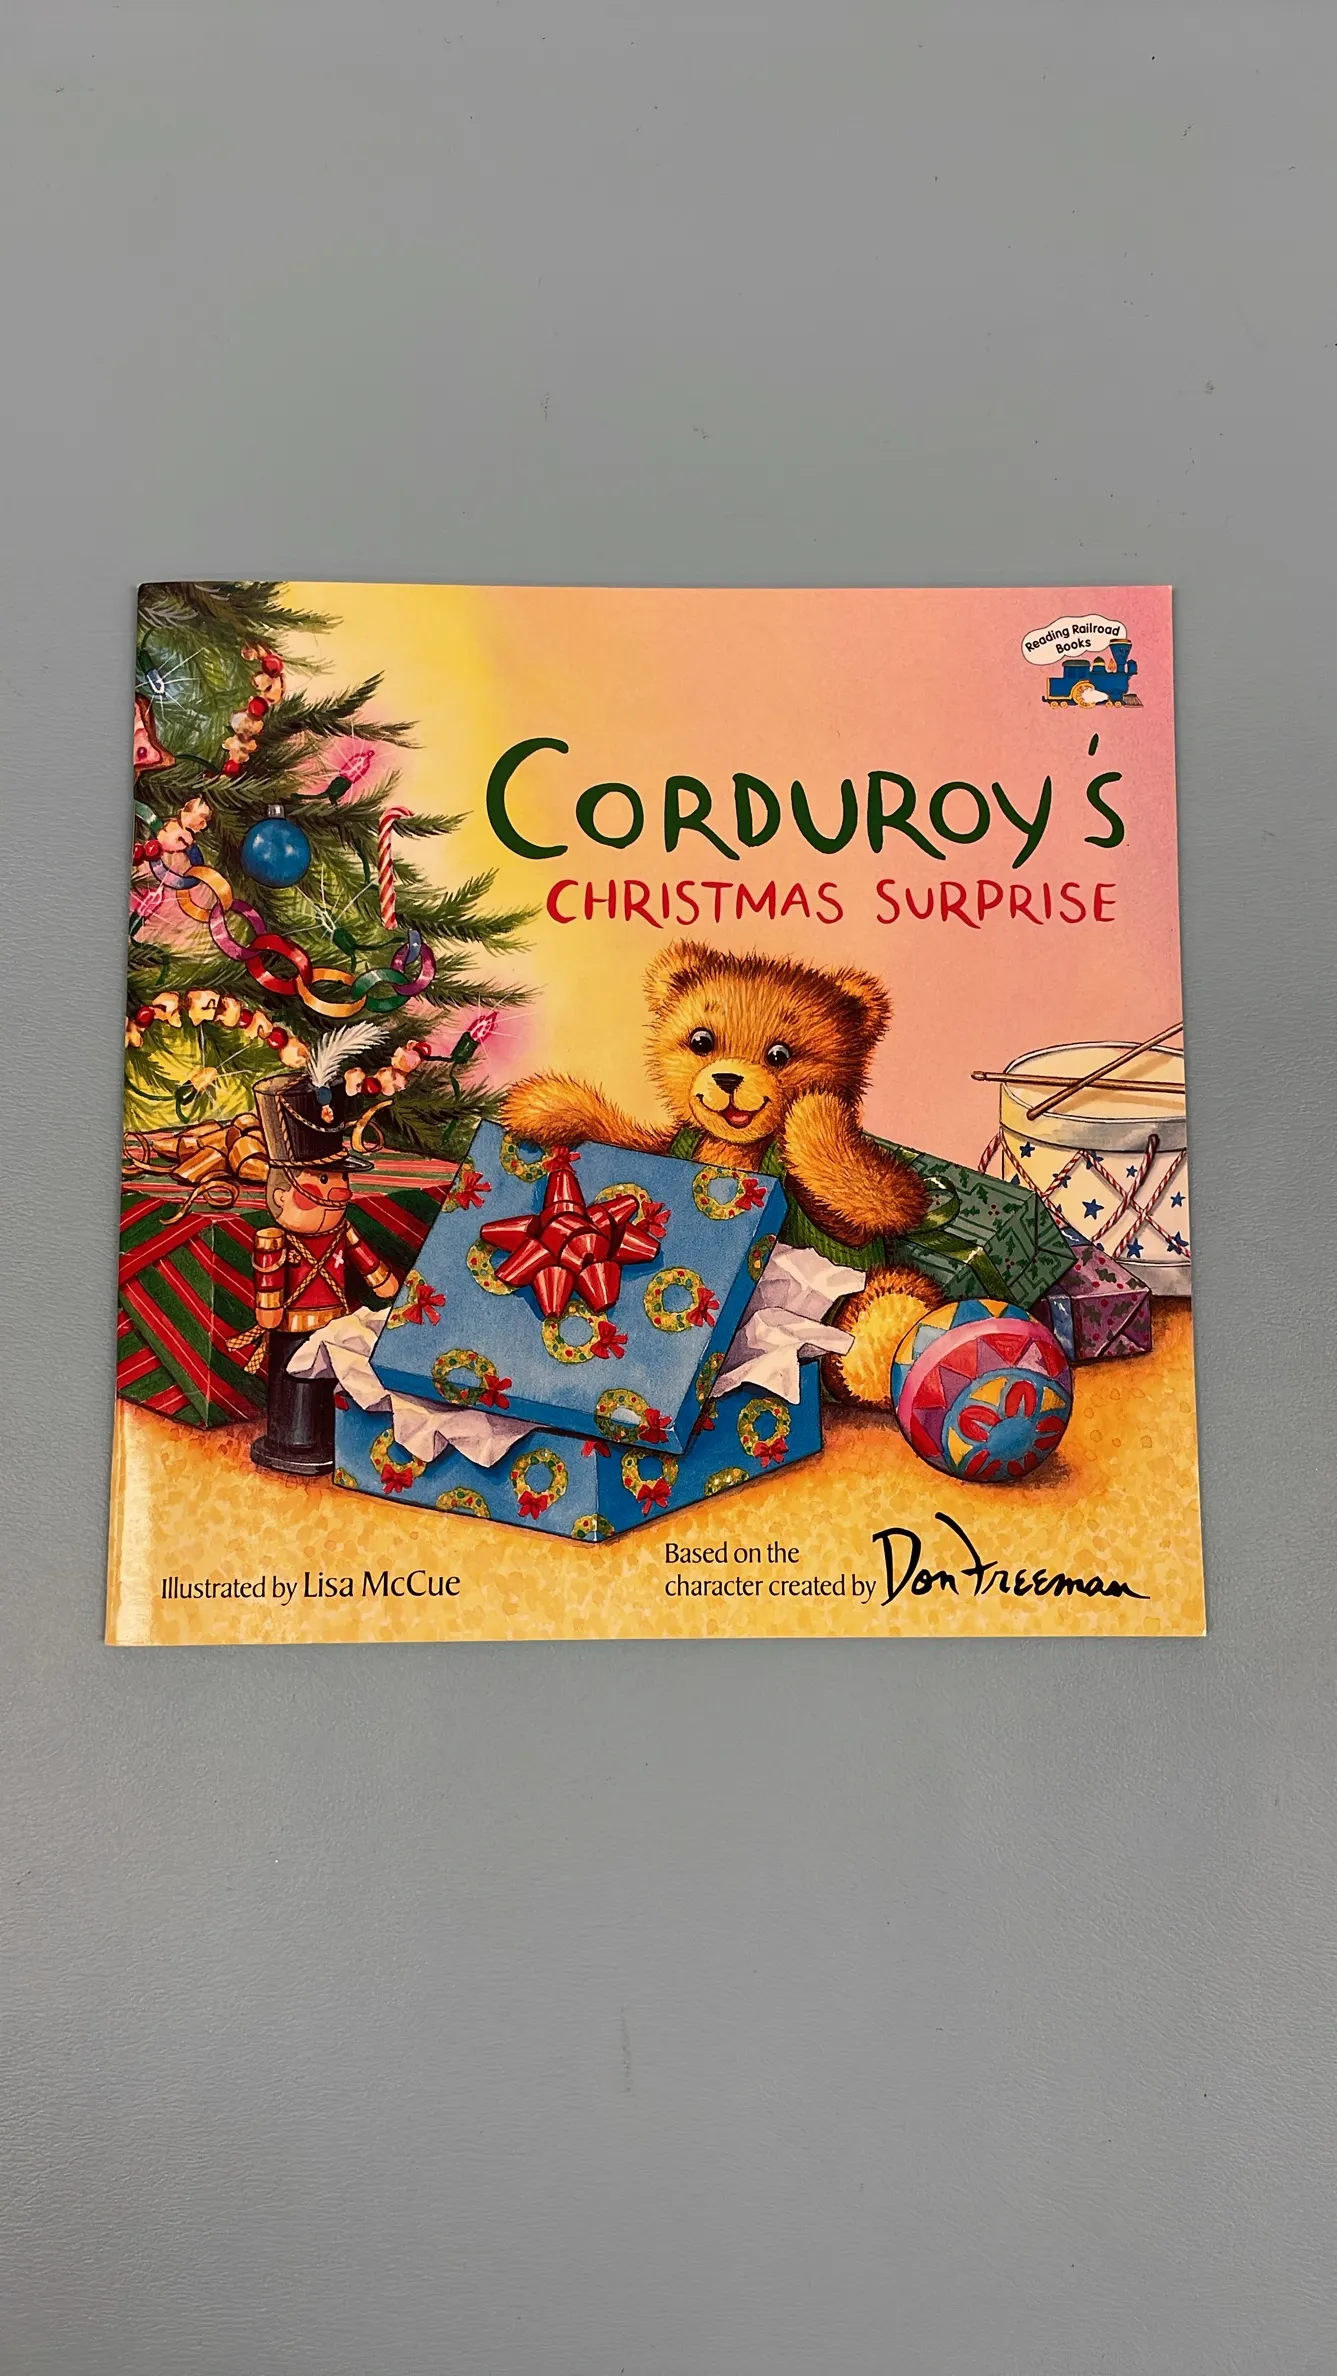 Reading Railroad
Books
CORDUROY'S
CHRISTMAS SURPRISE
Illustrated by Lisa McCue
Based on the
character created by Don Freeman